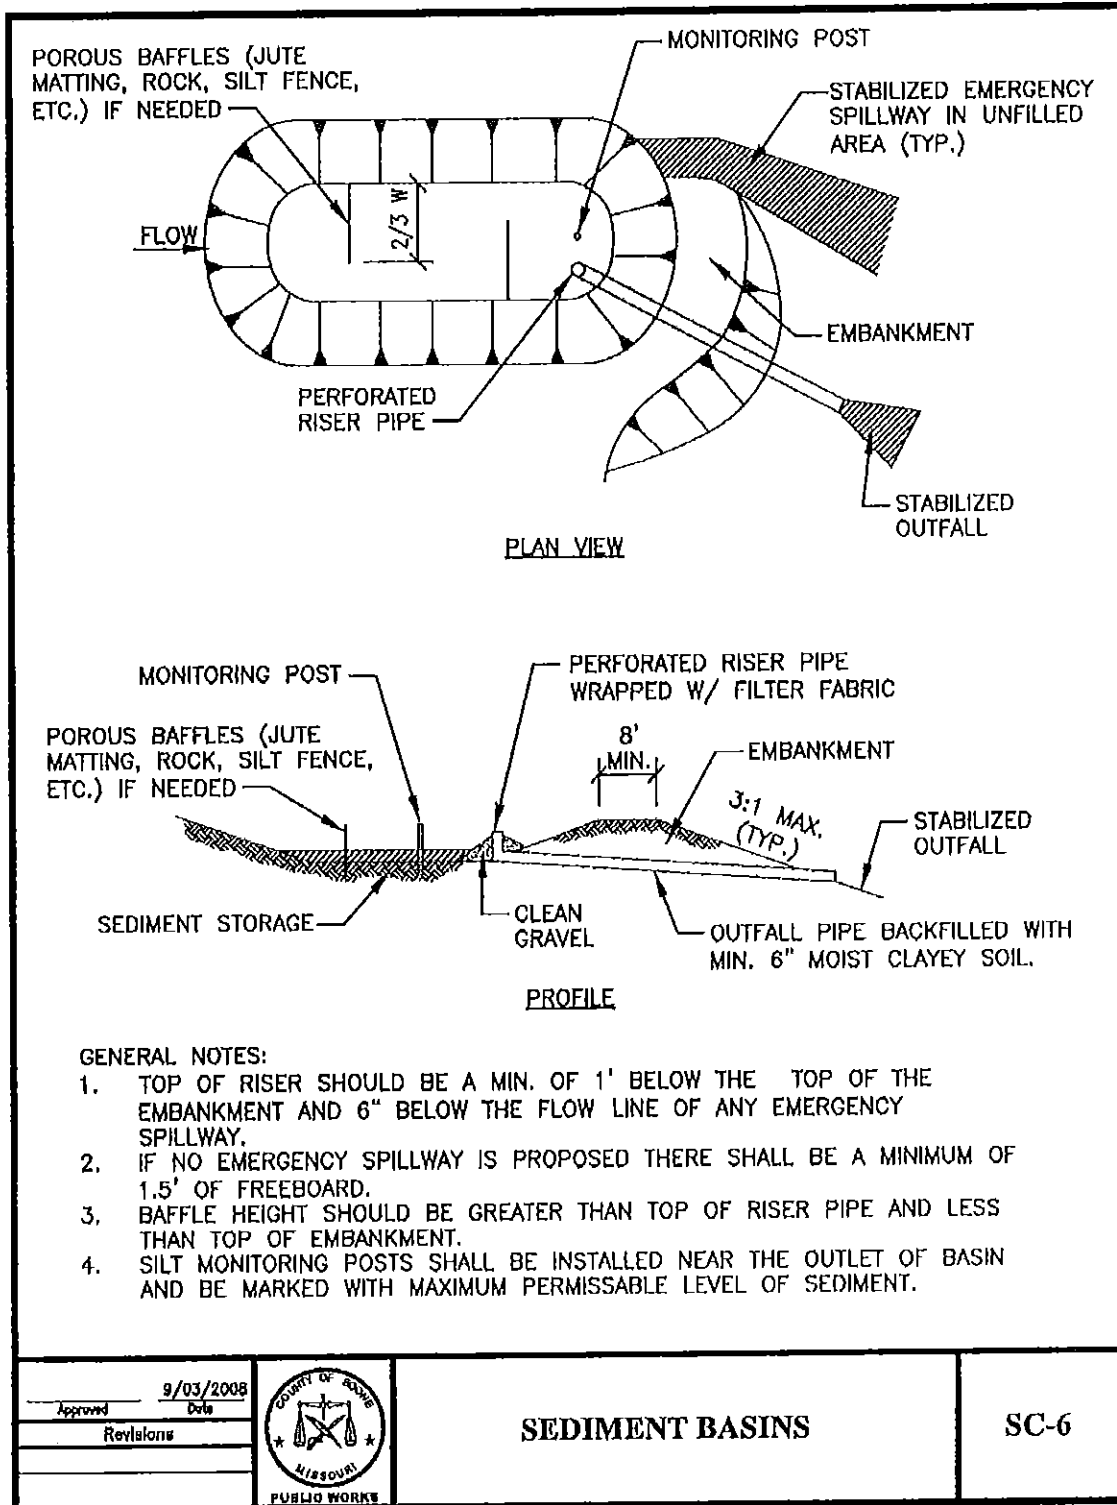 POROUS BAFFLES (JUTE
MATTING, ROCK, SILT FENCE,
ETC.) IF NEEDED
MONITORING POST
STABILIZED EMERGENCY
SPILLWAY IN UNFILLED
AREA (TYP.)
FLOW
2/3 W
EMBANKMENT
PERFORATED
RISER PIPE
STABILIZED
OUTFALL
PLAN VIEW
MONITORING POST
PERFORATED RISER PIPE
WRAPPED W/ FILTER FABRIC
POROUS BAFFLES (JUTE
MATTING, ROCK, SILT FENCE,
ETC.) IF NEEDED
8'
MIN.
EMBANKMENT
3:1 MAX.
(TYP.)
STABILIZED
OUTFALL
SEDIMENT STORAGE
CLEAN
GRAVEL
OUTFALL PIPE BACKFILLED WITH
MIN. 6" MOIST CLAYEY SOIL.
PROFILE
GENERAL NOTES:
1. TOP OF RISER SHOULD BE A MIN. OF 1' BELOW THE TOP OF THE
EMBANKMENT AND 6" BELOW THE FLOW LINE OF ANY EMERGENCY
SPILLWAY.
2. IF NO EMERGENCY SPILLWAY IS PROPOSED THERE SHALL BE A MINIMUM OF
1.5' OF FREEBOARD.
3. BAFFLE HEIGHT SHOULD BE GREATER THAN TOP OF RISER PIPE AND LESS
THAN TOP OF EMBANKMENT.
4. SILT MONITORING POSTS SHALL BE INSTALLED NEAR THE OUTLET OF BASIN
AND BE MARKED WITH MAXIMUM PERMISSABLE LEVEL OF SEDIMENT.
9/03/2008
Approved Date
Revisions
COUNTY OF BOONE
MISSOURI
PUBLIC WORKS
SEDIMENT BASINS
SC-6